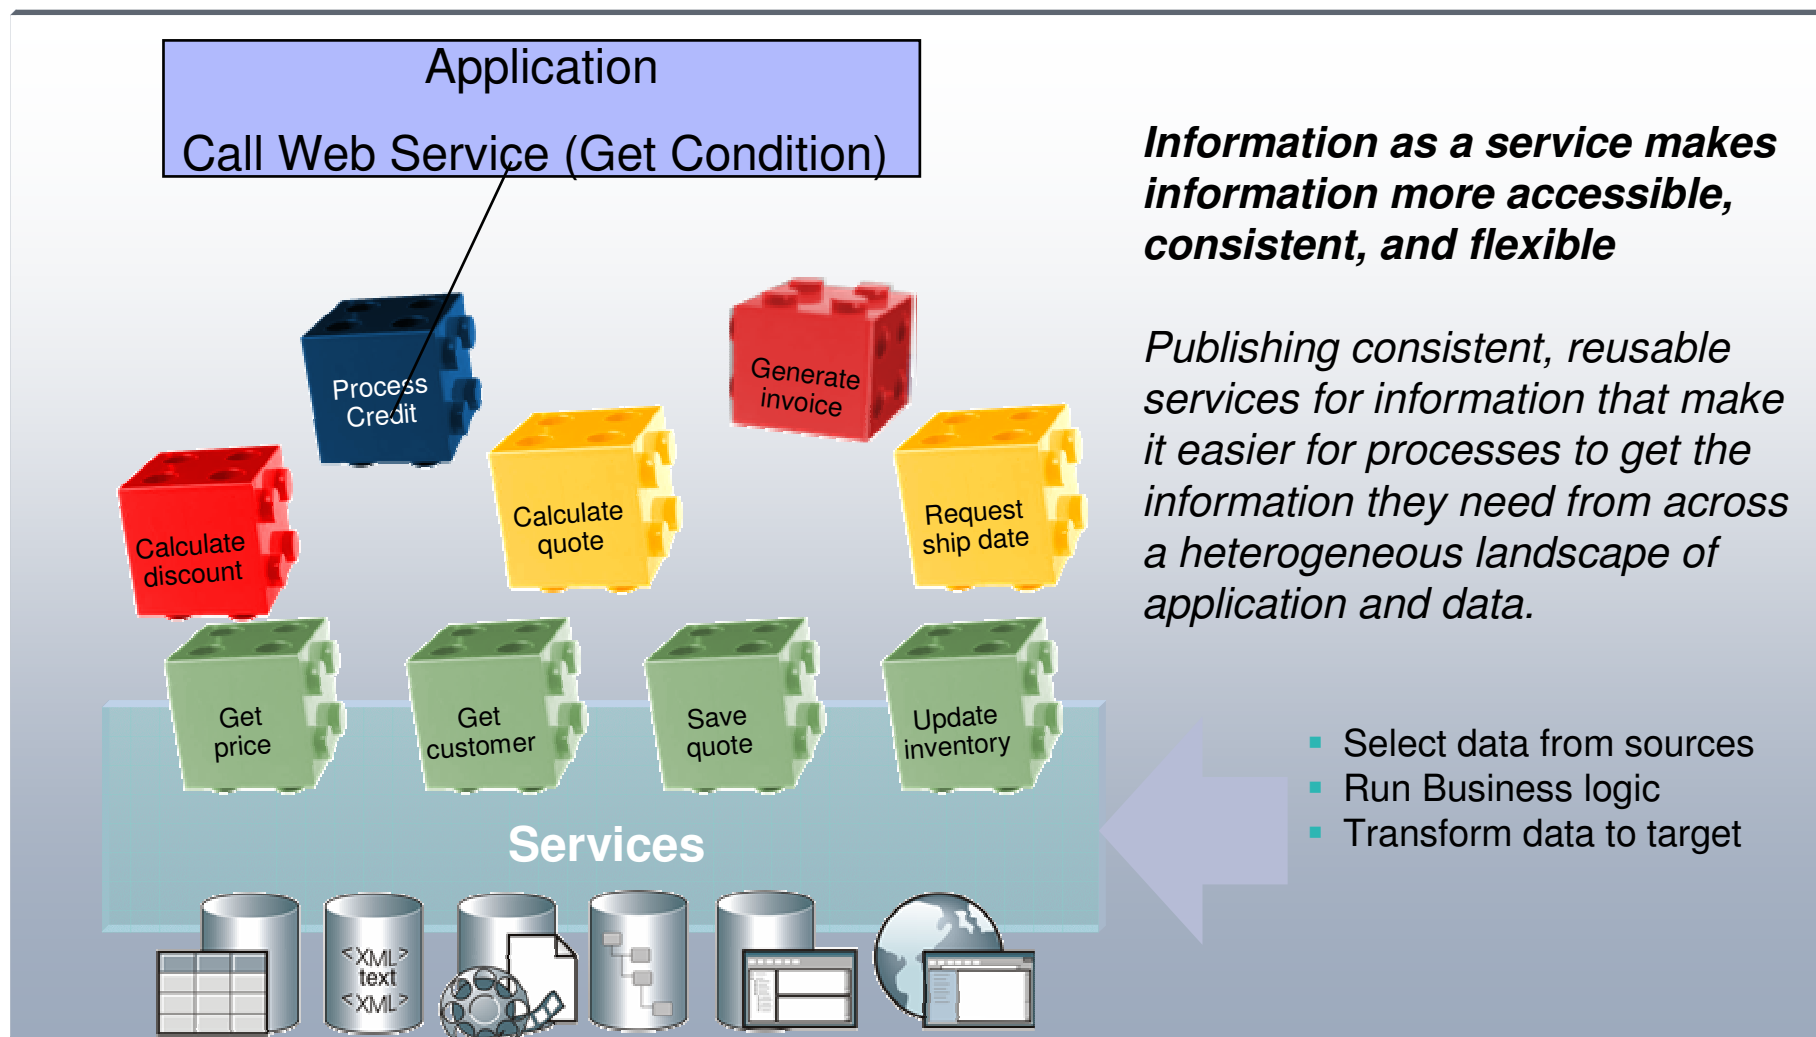 Application
Call Web Service (Get Condition)
Information as a service makes
information more accessible,
consistent, and flexible
Publishing consistent, reusable
services for information that make
it easier for processes to get the
information they need from across
a heterogeneous landscape of
application and data.
Process
Credit
Generate
invoice
Calculate
discount
Calculate
quote
Request
ship date
Get
price
Get
customer
Save
quote
Update
inventory
Services
Select data from sources
Run Business logic
Transform data to target
<XML>
text
<XML>